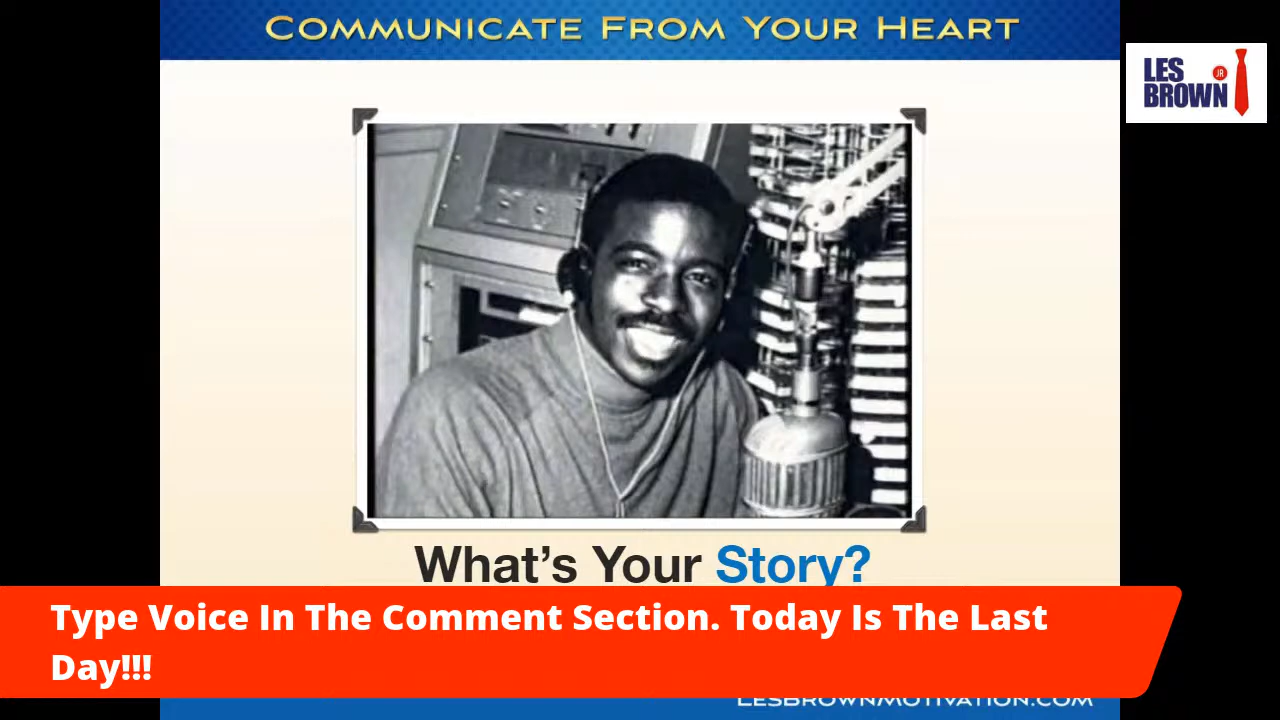 COMMUNICATE FROM YOUR HEART
LES
BROWN
JR
What's Your Story?
Type Voice In The Comment Section. Today Is The Last
Day!!!
LESBROWNMOTIVATION.COM